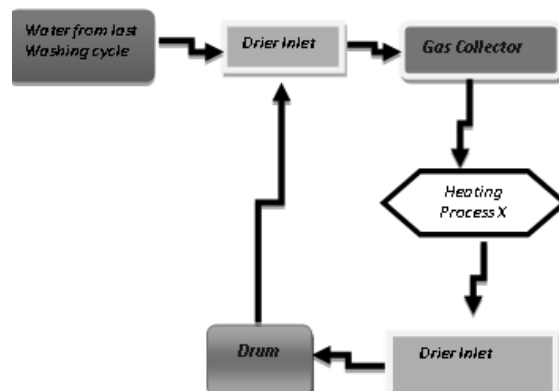 Water from last
Washing cycle
Drier Inlet
Gas Collector
Heating
Process X
Drum
Drier Inlet